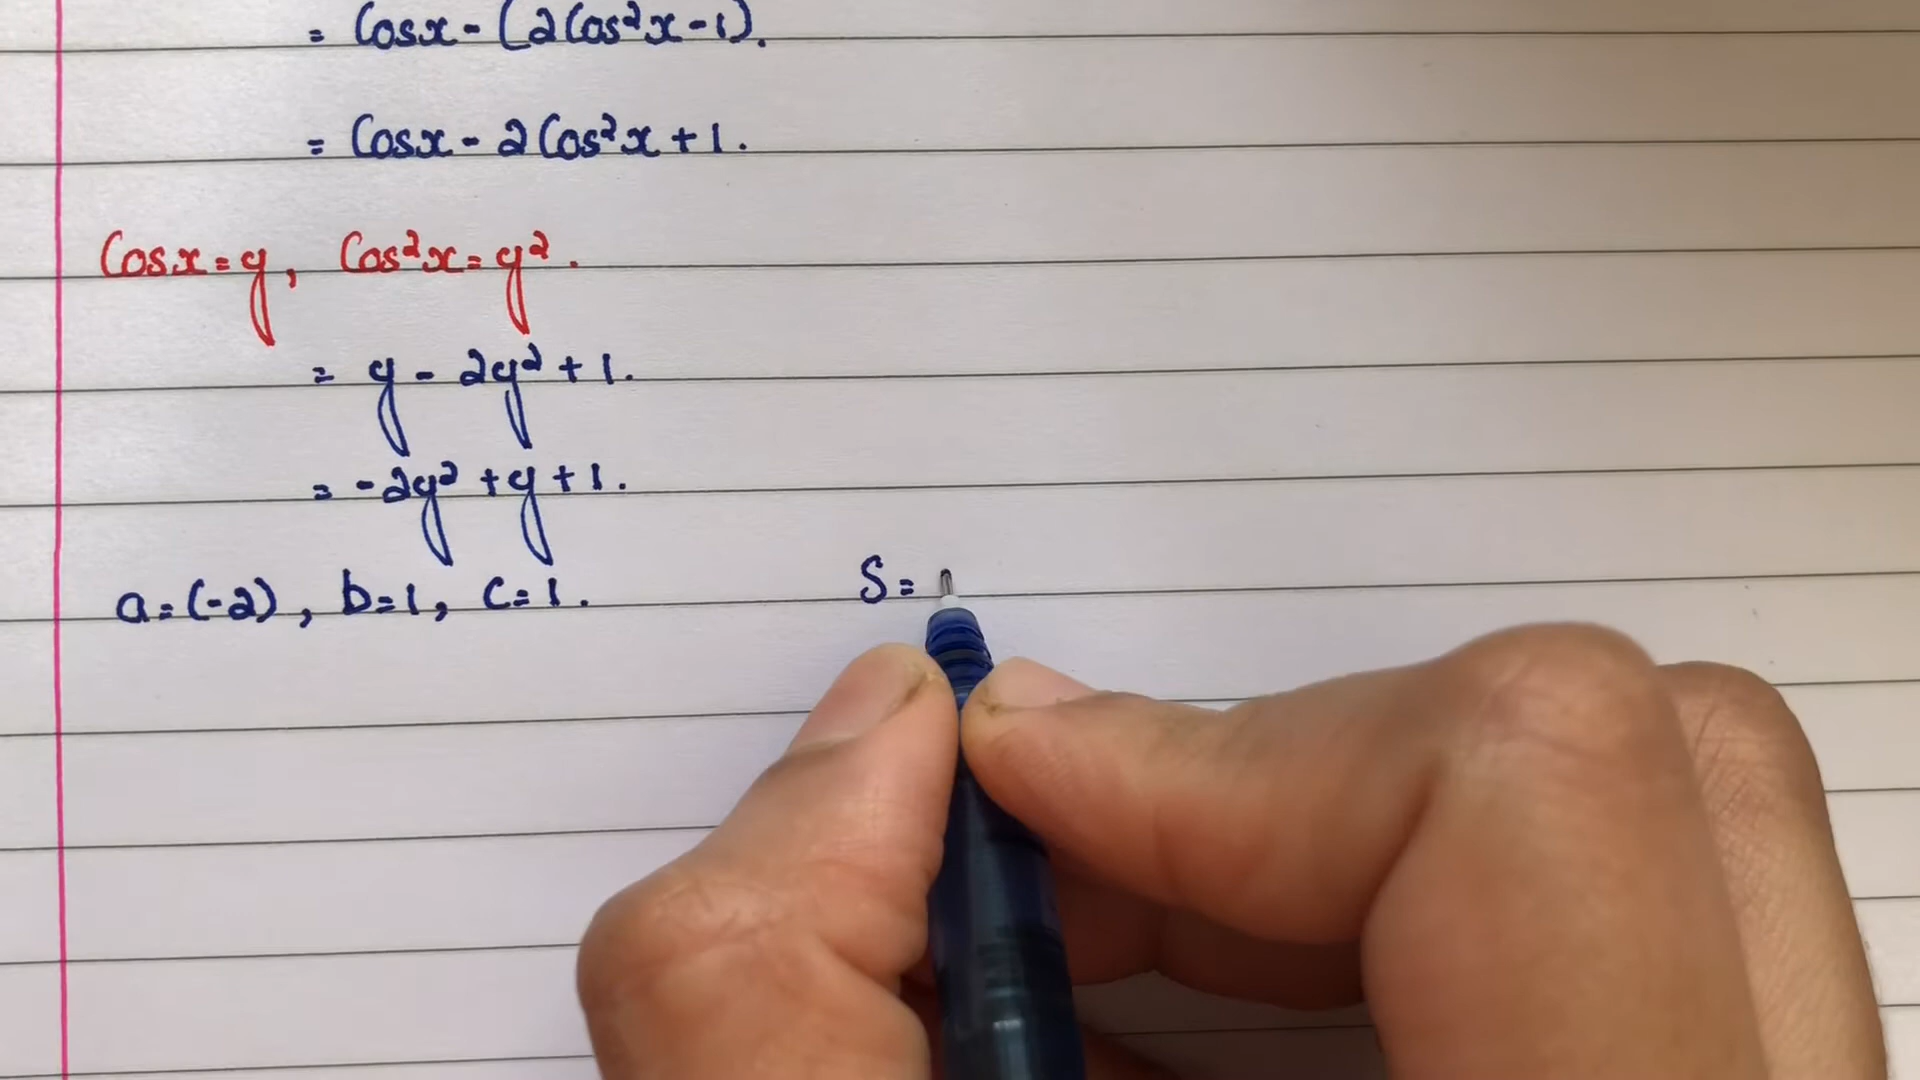 = Cosx - (2Cos²x - 1).
= Cosx - 2Cos²x + 1.
Cosx = y, Cos²x = y².
= y - 2y² + 1.
= -2y² + y + 1.
a = (-2), b = 1, c = 1. S =